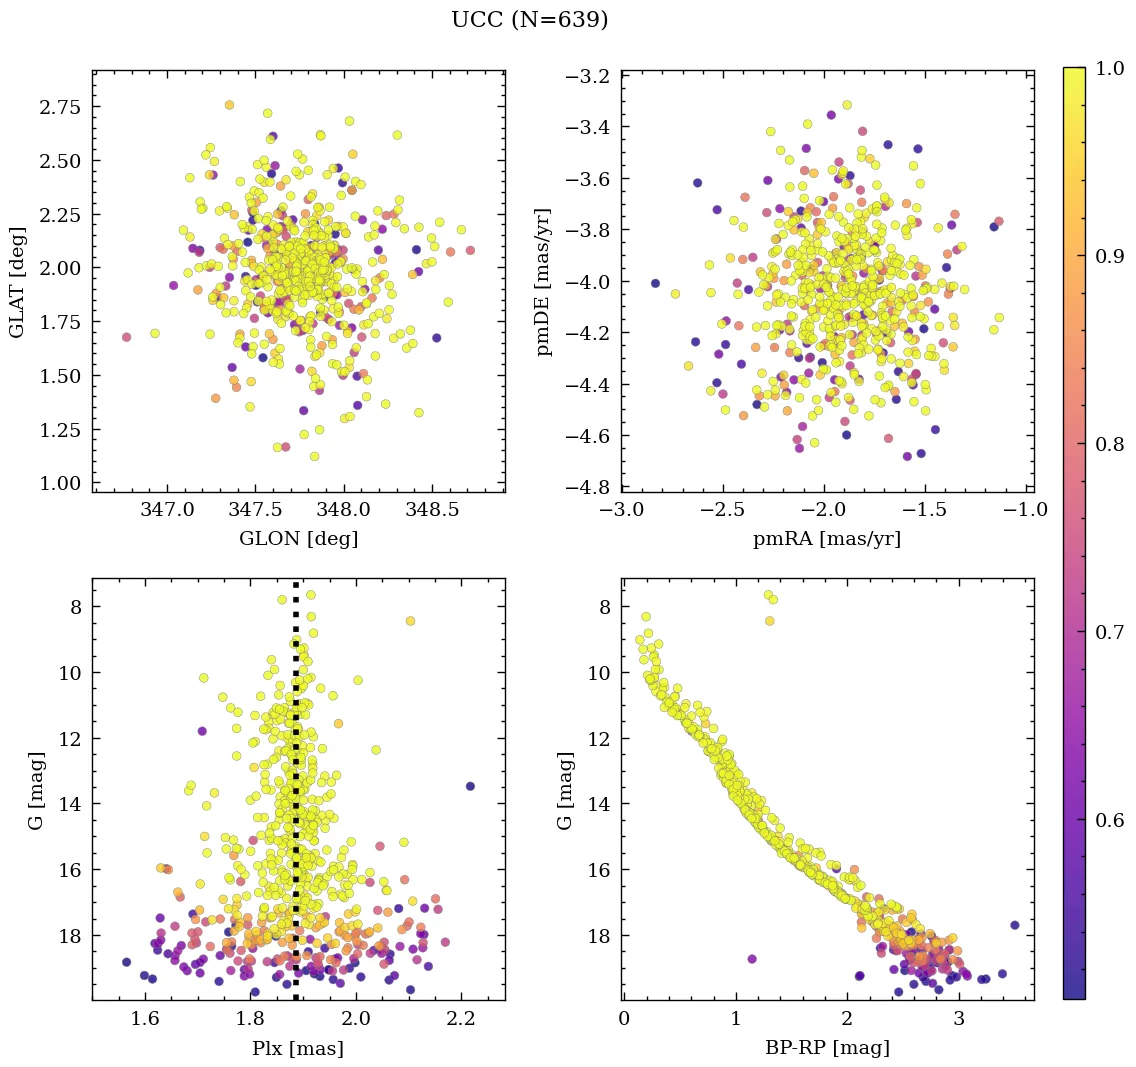 UCC (N=639)
2.75
2.50
2.25
2.00
1.75
1.50
1.25
1.00
GLAT [deg]
347.0 347.5 348.0 348.5
GLON [deg]
−3.2
−3.4
−3.6
−3.8
−4.0
−4.2
−4.4
−4.6
−4.8
pmDE [mas/yr]
−3.0 −2.5 −2.0 −1.5 −1.0
pmRA [mas/yr]
1.0
0.9
0.8
0.7
0.6
8
10
12
14
16
18
G [mag]
1.6 1.8 2.0 2.2
Plx [mas]
8
10
12
14
16
18
G [mag]
0 1 2 3
BP-RP [mag]